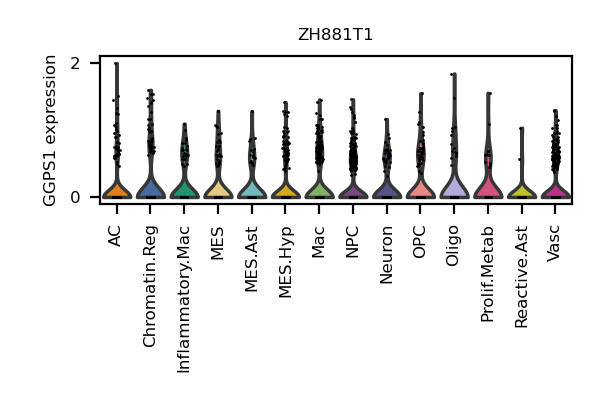 ZH881T1
GGPS1 expression
2
0
AC
Chromatin.Reg
Inflammatory.Mac
MES
MES.Ast
MES.Hyp
Mac
NPC
Neuron
OPC
Oligo
Prolif.Metab
Reactive.Ast
Vasc